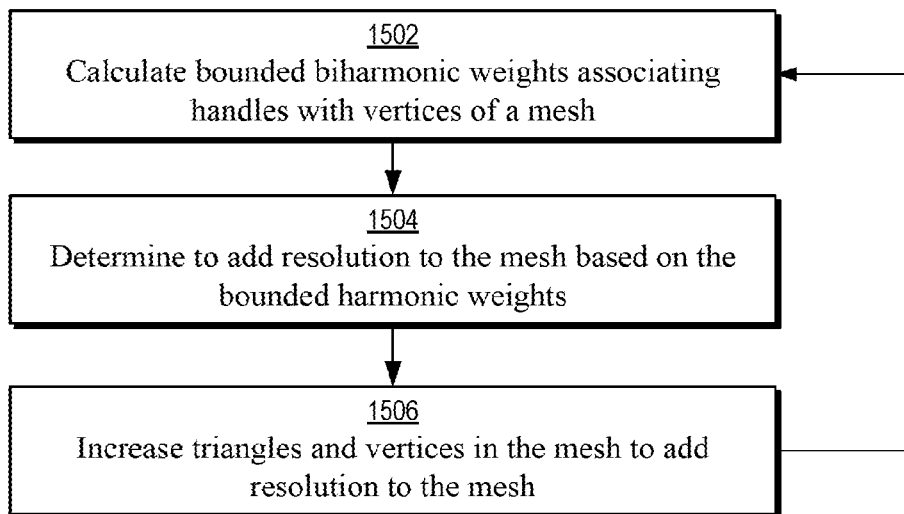 1502
Calculate bounded biharmonic weights associating
handles with vertices of a mesh
1504
Determine to add resolution to the mesh based on the
bounded harmonic weights
1506
Increase triangles and vertices in the mesh to add
resolution to the mesh